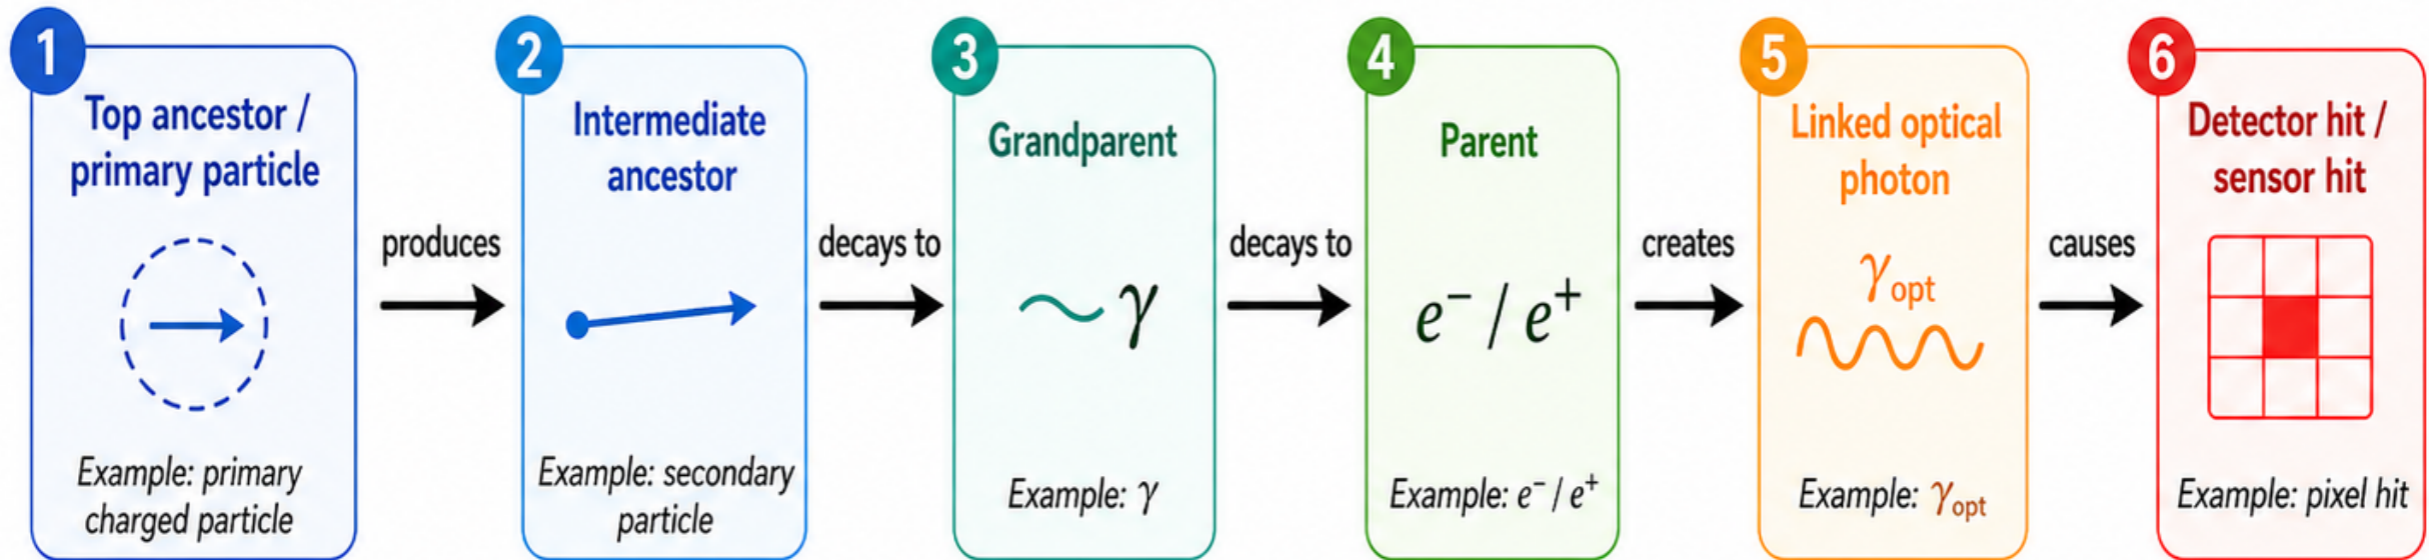 1
Top ancestor /
primary particle
Example: primary
charged particle
produces
2
Intermediate
ancestor
Example: secondary
particle
decays to
3
Grandparent
γ
Example: γ
decays to
4
Parent
e⁻ / e⁺
Example: e⁻ / e⁺
creates
5
Linked optical
photon
γopt
Example: γopt
causes
6
Detector hit /
sensor hit
Example: pixel hit